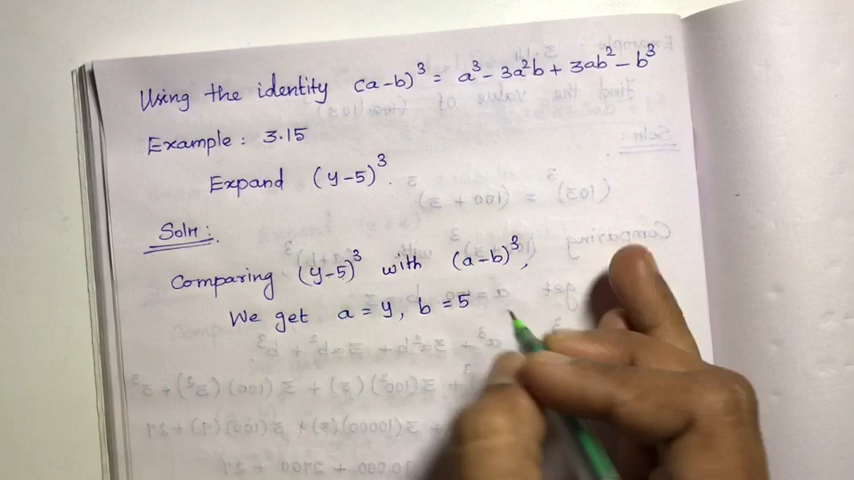 Using the identity (a-b)³ = a³ - 3a²b + 3ab² - b³
Example: 3.15
Expand (y-5)³.
Soln:
Comparing (y-5)³ with (a-b)³,
We get a = y, b = 5